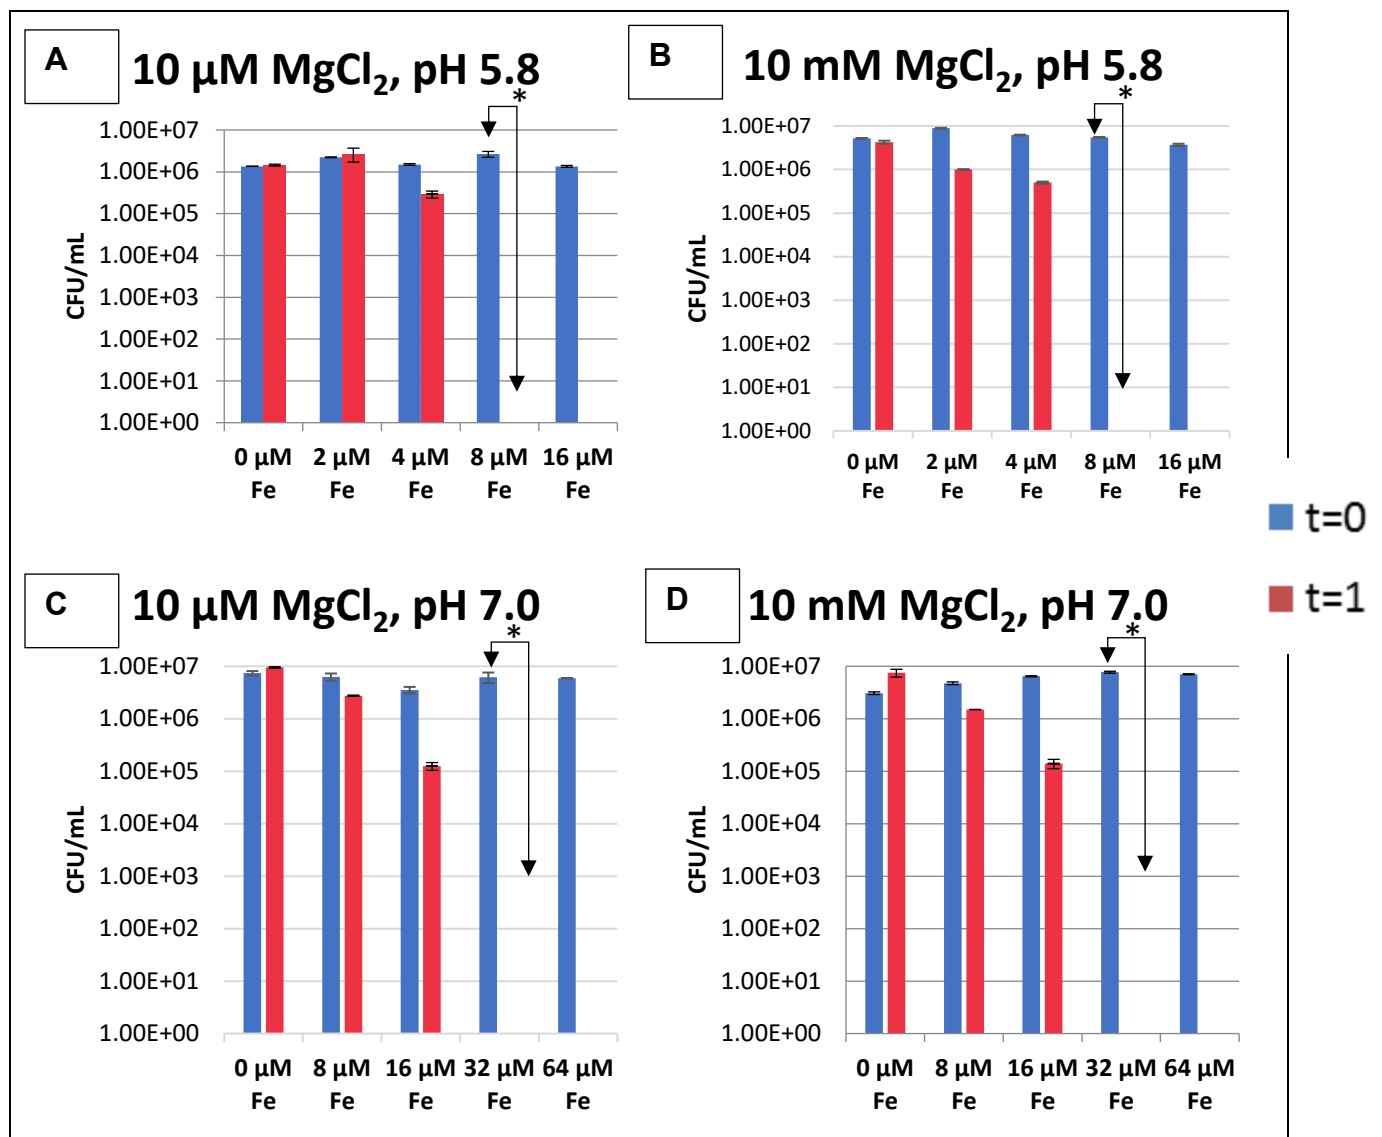 A
10 µM MgCl₂, pH 5.8
*
1.00E+07
1.00E+06
1.00E+05
1.00E+04
1.00E+03
1.00E+02
1.00E+01
1.00E+00
CFU/mL
0 µM 2 µM 4 µM 8 µM 16 µM
Fe Fe Fe Fe Fe
B
10 mM MgCl₂, pH 5.8
*
1.00E+07
1.00E+06
1.00E+05
1.00E+04
1.00E+03
1.00E+02
1.00E+01
1.00E+00
CFU/mL
0 µM 2 µM 4 µM 8 µM 16 µM
Fe Fe Fe Fe Fe
t=0
t=1
C
10 µM MgCl₂, pH 7.0
*
1.00E+07
1.00E+06
1.00E+05
1.00E+04
1.00E+03
1.00E+02
1.00E+01
1.00E+00
CFU/mL
0 µM 8 µM 16 µM 32 µM 64 µM
Fe Fe Fe Fe Fe
D
10 mM MgCl₂, pH 7.0
*
1.00E+07
1.00E+06
1.00E+05
1.00E+04
1.00E+03
1.00E+02
1.00E+01
1.00E+00
CFU/mL
0 µM 8 µM 16 µM 32 µM 64 µM
Fe Fe Fe Fe Fe